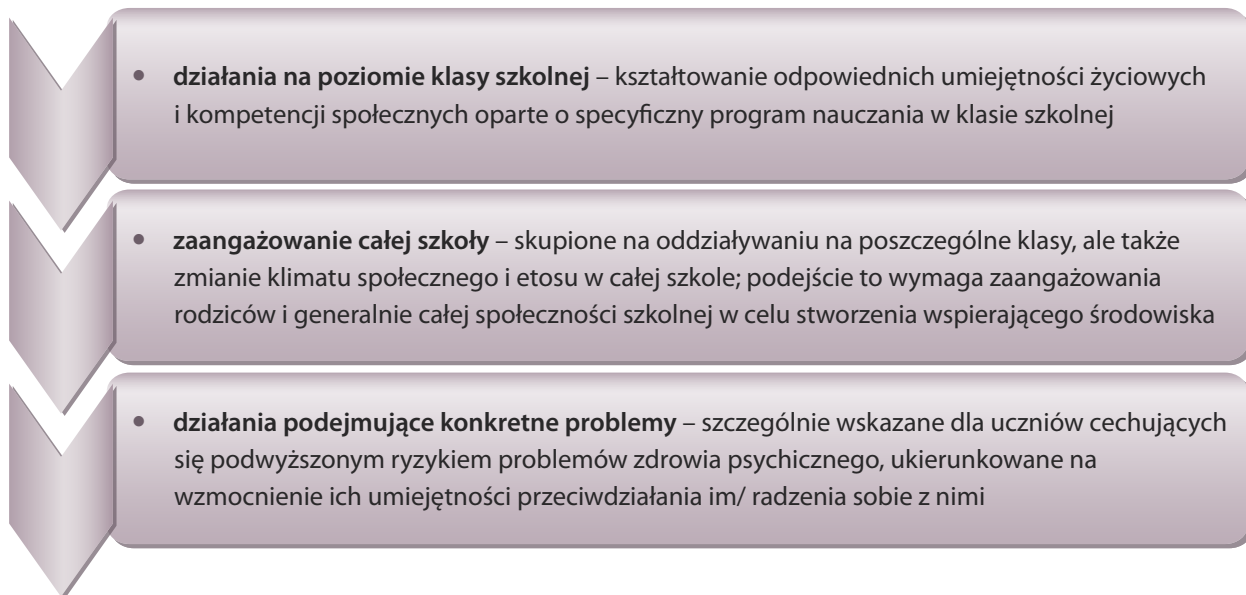 • działania na poziomie klasy szkolnej – kształtowanie odpowiednich umiejętności życiowych
i kompetencji społecznych oparte o specyficzny program nauczania w klasie szkolnej
• zaangażowanie całej szkoły – skupione na oddziaływaniu na poszczególne klasy, ale także
zmianie klimatu społecznego i etosu w całej szkole; podejście to wymaga zaangażowania
rodziców i generalnie całej społeczności szkolnej w celu stworzenia wspierającego środowiska
• działania podejmujące konkretne problemy – szczególnie wskazane dla uczniów cechujących
się podwyższonym ryzykiem problemów zdrowia psychicznego, ukierunkowane na
wzmocnienie ich umiejętności przeciwdziałania im/ radzenia sobie z nimi